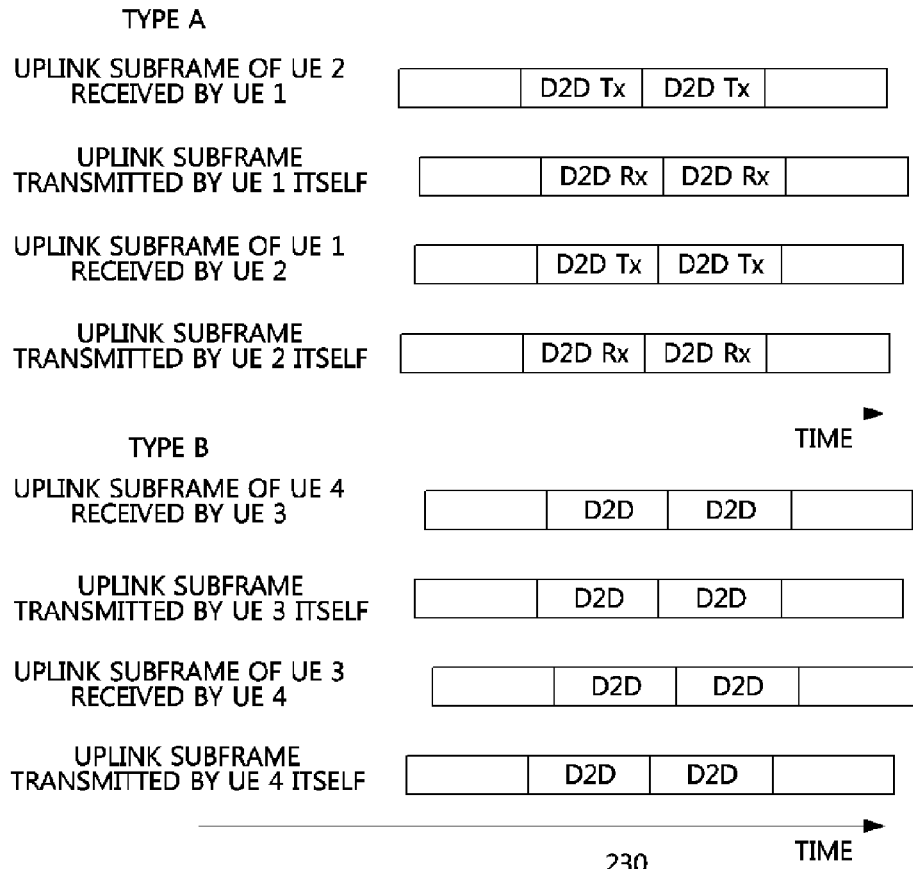 TYPE A
UPLINK SUBFRAME OF UE 2
RECEIVED BY UE 1
D2D Tx D2D Tx
UPLINK SUBFRAME
TRANSMITTED BY UE 1 ITSELF
D2D Rx D2D Rx
UPLINK SUBFRAME OF UE 1
RECEIVED BY UE 2
D2D Tx D2D Tx
UPLINK SUBFRAME
TRANSMITTED BY UE 2 ITSELF
D2D Rx D2D Rx
TIME
TYPE B
UPLINK SUBFRAME OF UE 4
RECEIVED BY UE 3
D2D D2D
UPLINK SUBFRAME
TRANSMITTED BY UE 3 ITSELF
D2D D2D
UPLINK SUBFRAME OF UE 3
RECEIVED BY UE 4
D2D D2D
UPLINK SUBFRAME
TRANSMITTED BY UE 4 ITSELF
D2D D2D
TIME
230